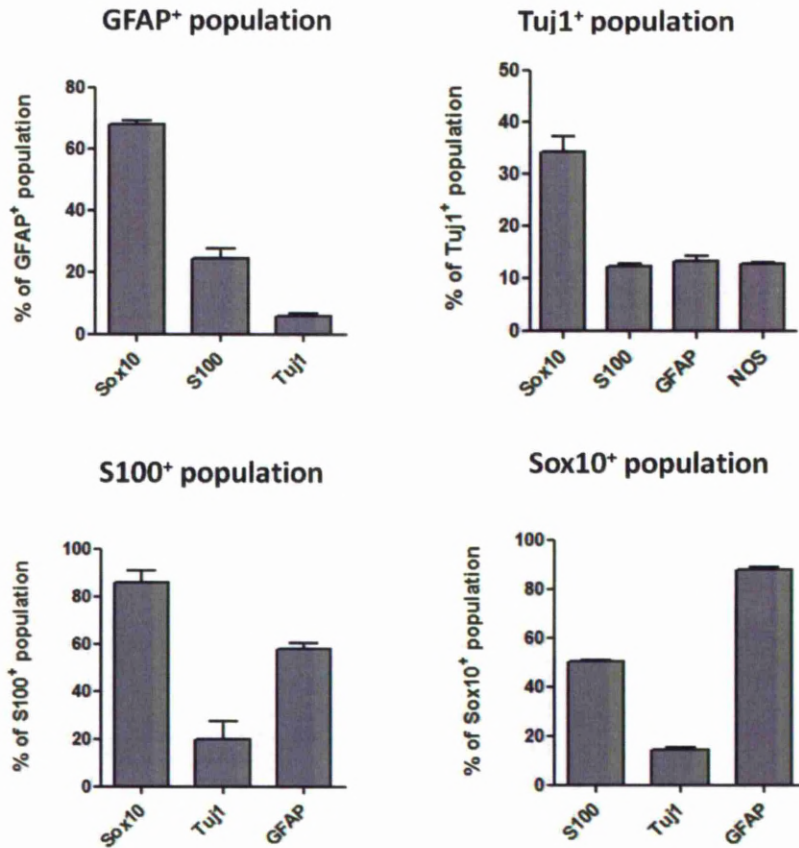 GFAP⁺ population
% of GFAP⁺ population
80
60
40
20
0
Sox10
S100
Tuj1
Tuj1⁺ population
% of Tuj1⁺ population
50
40
30
20
10
0
Sox10
S100
GFAP
NOS
S100⁺ population
% of S100⁺ population
100
80
60
40
20
0
Sox10
Tuj1
GFAP
Sox10⁺ population
% of Sox10⁺ population
100
80
60
40
20
0
S100
Tuj1
GFAP